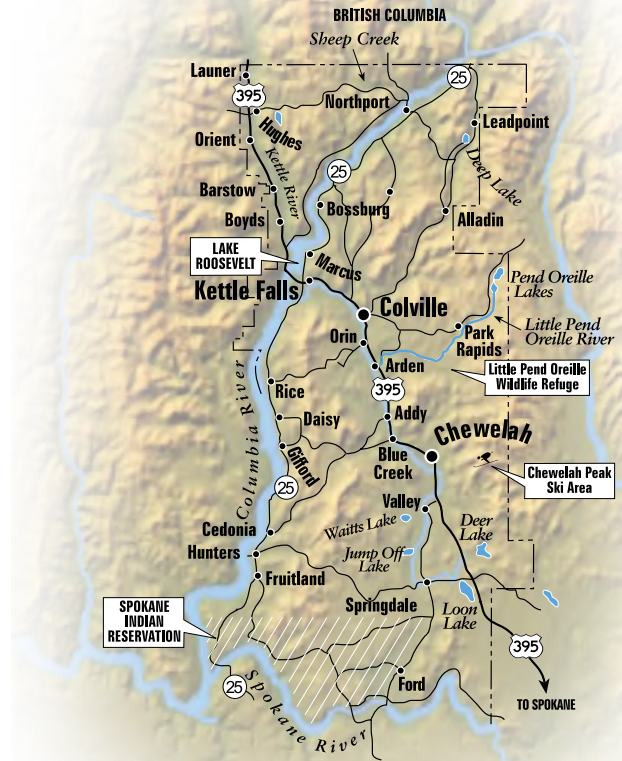 BRITISH COLUMBIA
Sheep Creek
Launer
25
395
Northport
Hughes
Leadpoint
Orient
Kettle River
25
Deep Lake
Barstow
Bossburg
Boyds
Alladin
LAKE
ROOSEVELT
Marcus
Kettle Falls
Pend Oreille
Lakes
Colville
Little Pend
Oreille River
Orin
Park
Rapids
Arden
Little Pend Oreille
Wildlife Refuge
395
Rice
Columbia River
Daisy
Addy
Chewelah
Gifford
Blue
Creek
Chewelah Peak
Ski Area
25
Valley
Waitts Lake
Deer
Lake
Cedonia
Hunters
Jump Off
Lake
Fruitland
Springdale
Loon
Lake
SPOKANE
INDIAN
RESERVATION
395
25
Ford
Spokane River
TO SPOKANE